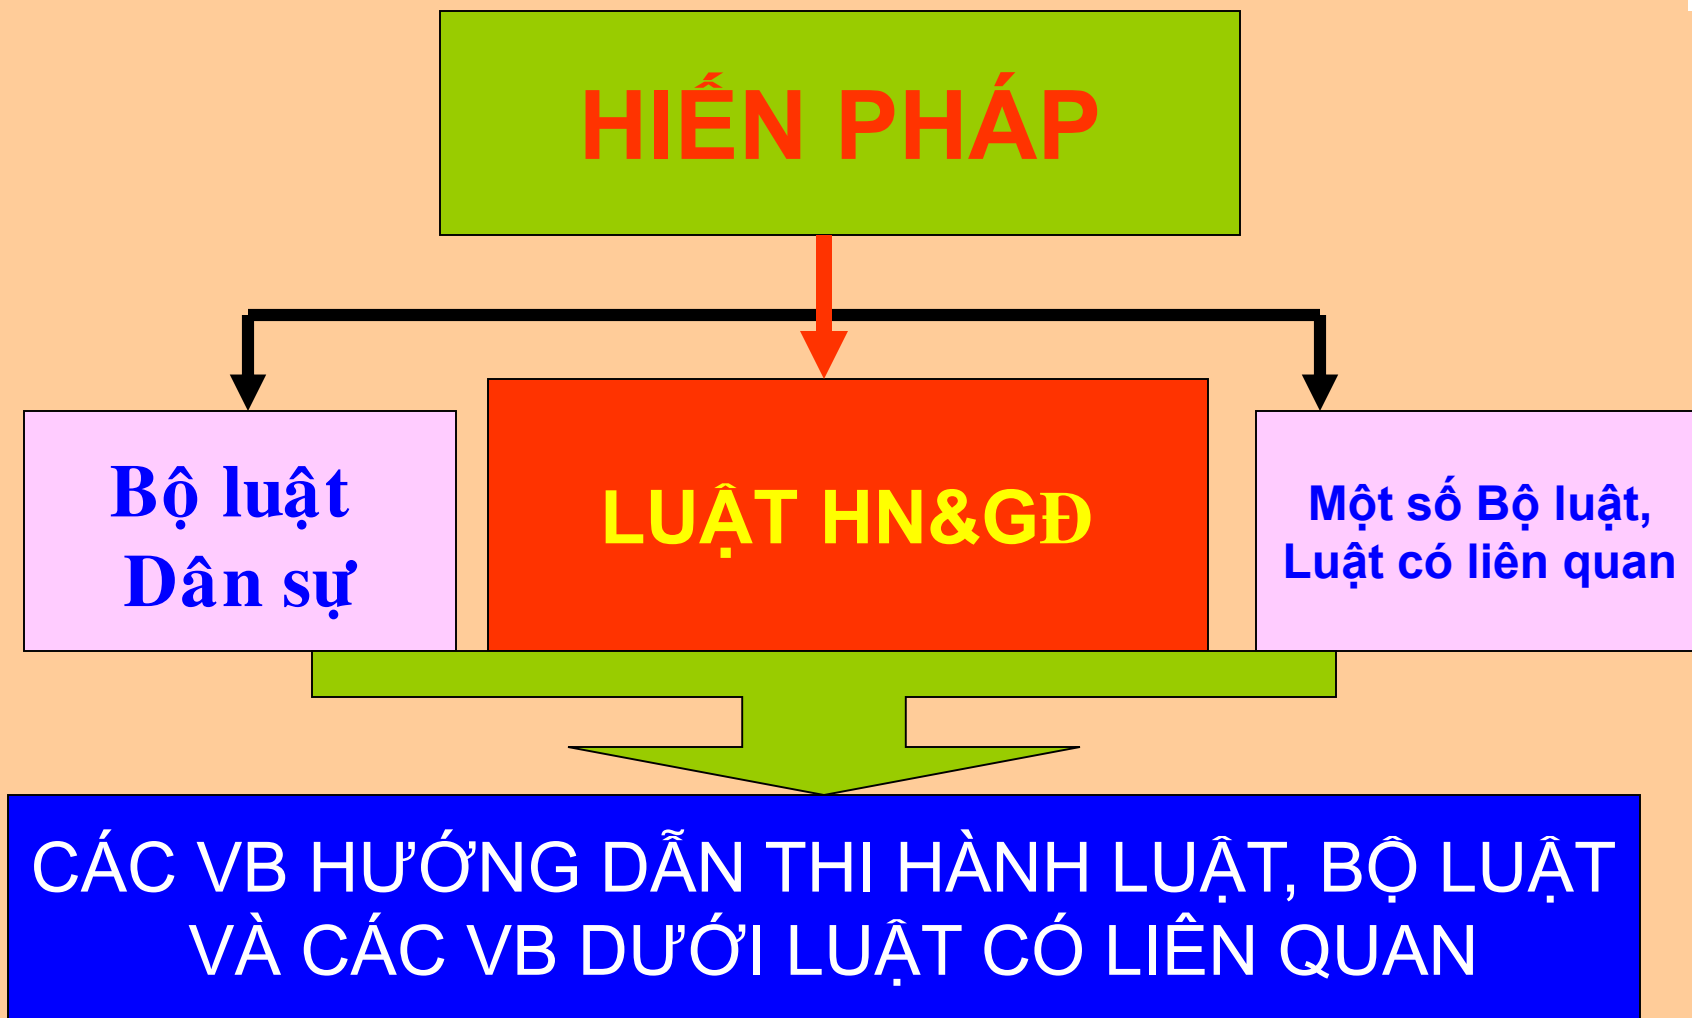 HIẾN PHÁP
Bộ luật
Dân sự
LUẬT HN&GĐ
Một số Bộ luật,
Luật có liên quan
CÁC VB HƯỚNG DẪN THI HÀNH LUẬT, BỘ LUẬT
VÀ CÁC VB DƯỚI LUẬT CÓ LIÊN QUAN